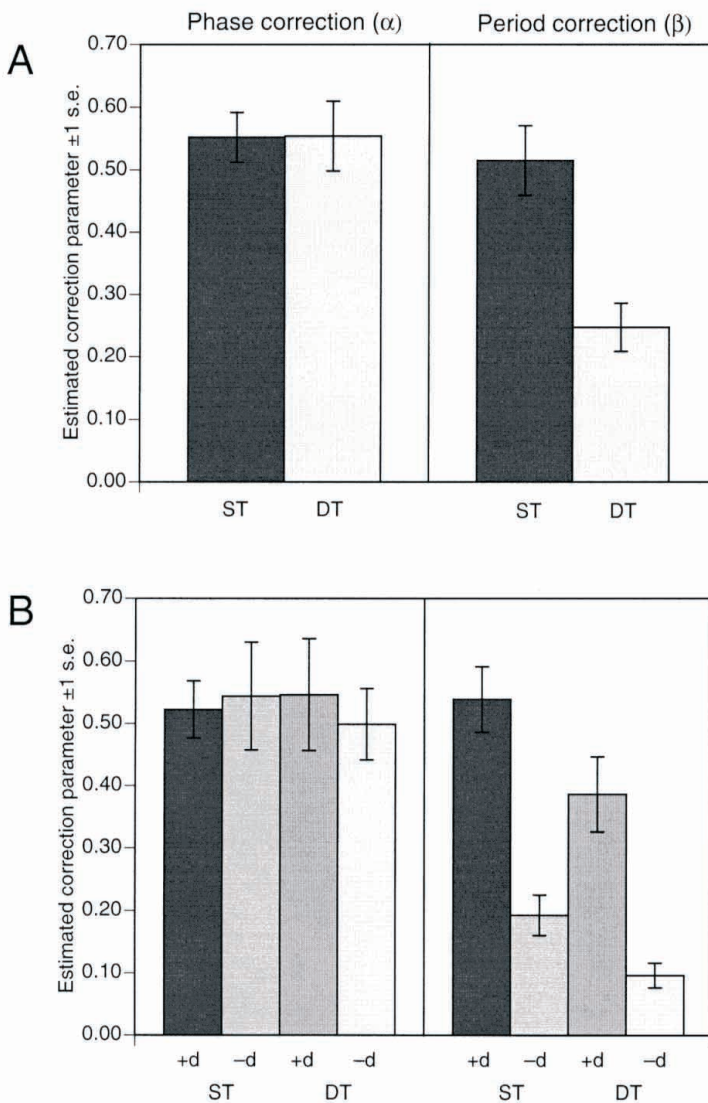 Phase correction (α) Period correction (β)
A
Estimated correction parameter ±1 s.e.
0.70
0.60
0.50
0.40
0.30
0.20
0.10
0.00
ST DT ST DT
B
Estimated correction parameter ±1 s.e.
0.70
0.60
0.50
0.40
0.30
0.20
0.10
0.00
+d −d +d −d +d −d +d −d
ST DT ST DT